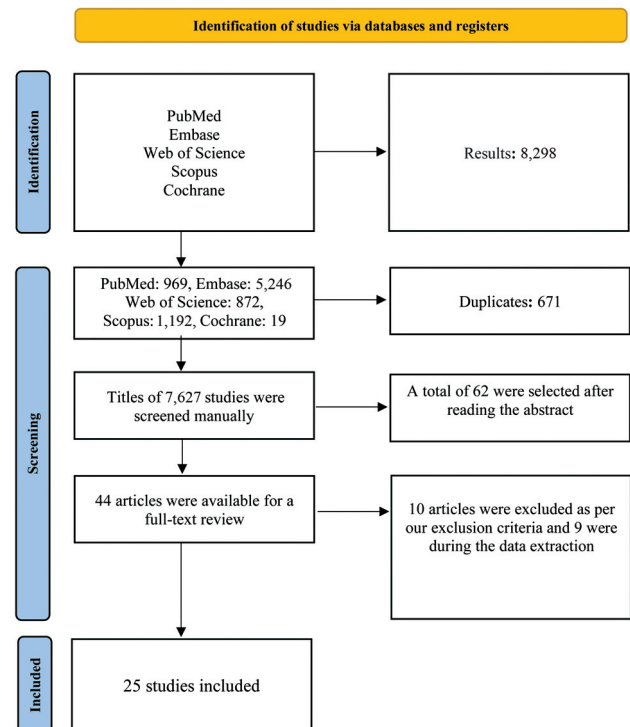 Identification of studies via databases and registers
Identification
PubMed
Embase
Web of Science
Scopus
Cochrane
Results: 8,298
Screening
PubMed: 969, Embase: 5,246
Web of Science: 872,
Scopus: 1,192, Cochrane: 19
Duplicates: 671
Titles of 7,627 studies were
screened manually
A total of 62 were selected after
reading the abstract
44 articles were available for a
full-text review
10 articles were excluded as per
our exclusion criteria and 9 were
during the data extraction
Included
25 studies included